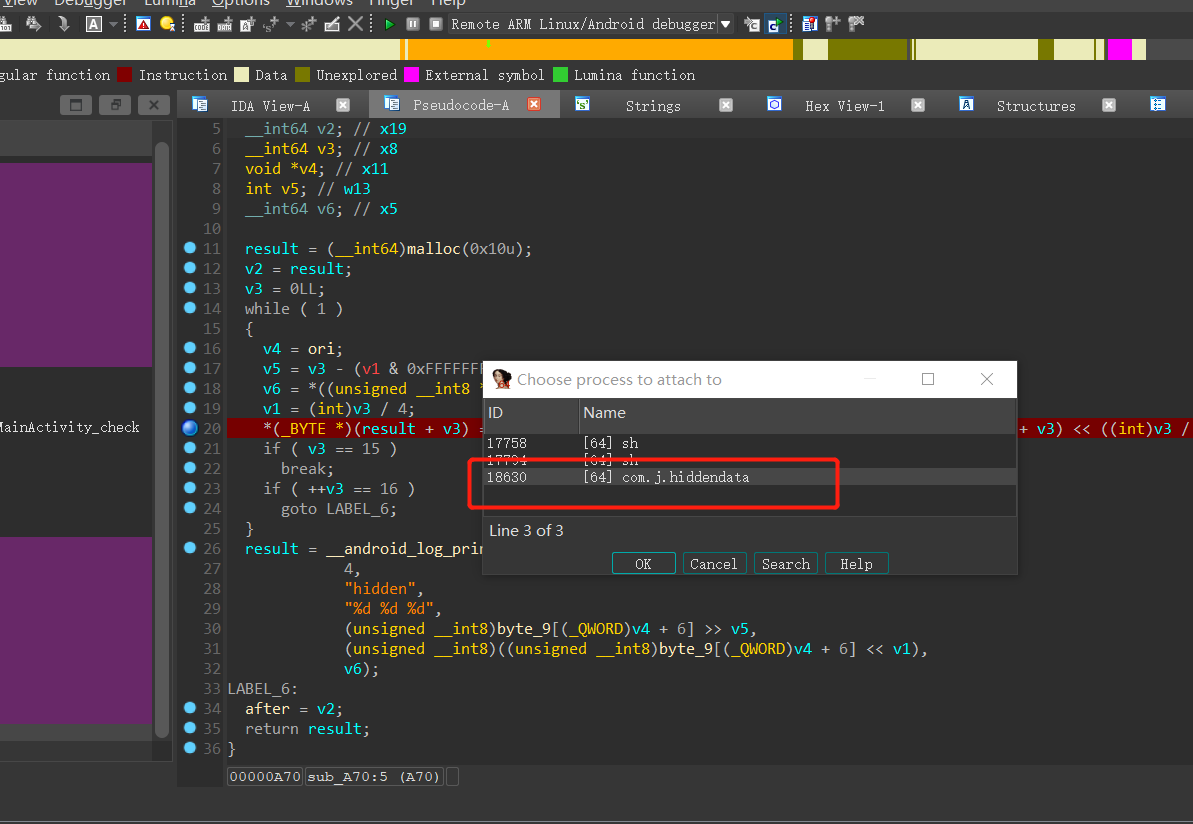 View Debugger Lumina Options Windows Finger Help
Remote ARM Linux/Android debugger
gular function Instruction Data Unexplored External symbol Lumina function
IDA View-A Pseudocode-A Strings Hex View-1 Structures
5 __int64 v2; // x19
6 __int64 v3; // x8
7 void *v4; // x11
8 int v5; // w13
9 __int64 v6; // x5
10
11 result = (__int64)malloc(0x10u);
12 v2 = result;
13 v3 = 0LL;
14 while ( 1 )
15 {
16 v4 = ori;
17 v5 = v3 - (v1 & 0xFFFFFFF
18 v6 = *((unsigned __int8 *
19 v1 = (int)v3 / 4;
MainActivity_check
20 *(_BYTE *)(result + v3) = + v3) << ((int)v3 /
21 if ( v3 == 15 )
22 break;
23 if ( ++v3 == 16 )
24 goto LABEL_6;
25 }
26 result = __android_log_prin
27 4,
28 "hidden",
29 "%d %d %d",
30 (unsigned __int8)byte_9[(_QWORD)v4 + 6] >> v5,
31 (unsigned __int8)((unsigned __int8)byte_9[(_QWORD)v4 + 6] << v1),
32 v6);
33 LABEL_6:
34 after = v2;
35 return result;
36 }
00000A70 sub_A70:5 (A70)
Choose process to attach to
ID Name
17758 [64] sh
17794 [64] sh
18630 [64] com.j.hiddendata
Line 3 of 3
OK Cancel Search Help